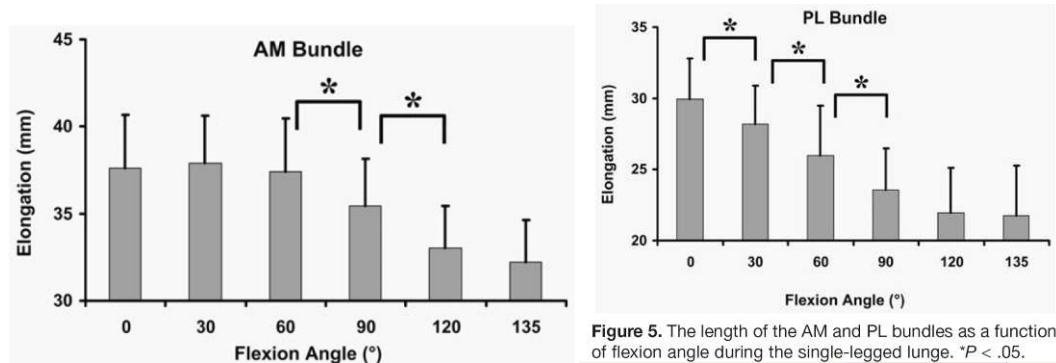 AM Bundle
Elongation (mm)
45
40
35
30
* *
0 30 60 90 120 135
Flexion Angle (°)
PL Bundle
Elongation (mm)
35
30
25
20
* * *
0 30 60 90 120 135
Flexion Angle (°)
Figure 5. The length of the AM and PL bundles as a function
of flexion angle during the single-legged lunge. *P < .05.